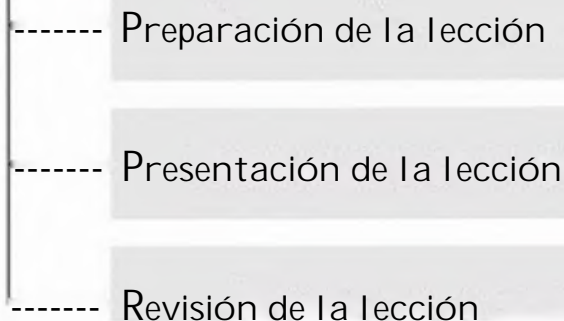 Preparación de la lección
Presentación de la lección
Revisión de la lección